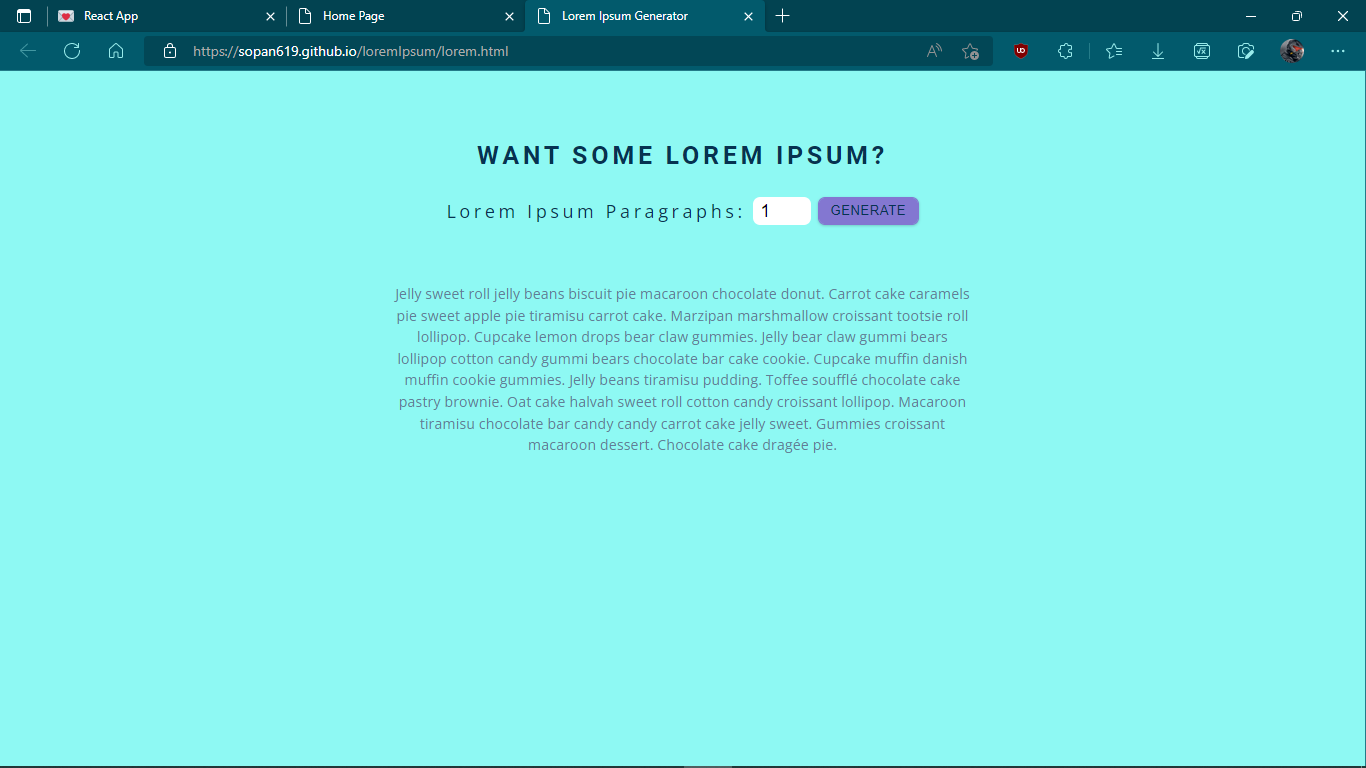 React App
Home Page
Lorem Ipsum Generator
https://sopan619.github.io/loremIpsum/lorem.html
WANT SOME LOREM IPSUM?
Lorem Ipsum Paragraphs: 1 GENERATE
Jelly sweet roll jelly beans biscuit pie macaroon chocolate donut. Carrot cake caramels
pie sweet apple pie tiramisu carrot cake. Marzipan marshmallow croissant tootsie roll
lollipop. Cupcake lemon drops bear claw gummies. Jelly bear claw gummi bears
lollipop cotton candy gummi bears chocolate bar cake cookie. Cupcake muffin danish
muffin cookie gummies. Jelly beans tiramisu pudding. Toffee soufflé chocolate cake
pastry brownie. Oat cake halvah sweet roll cotton candy croissant lollipop. Macaroon
tiramisu chocolate bar candy candy carrot cake jelly sweet. Gummies croissant
macaroon dessert. Chocolate cake dragée pie.